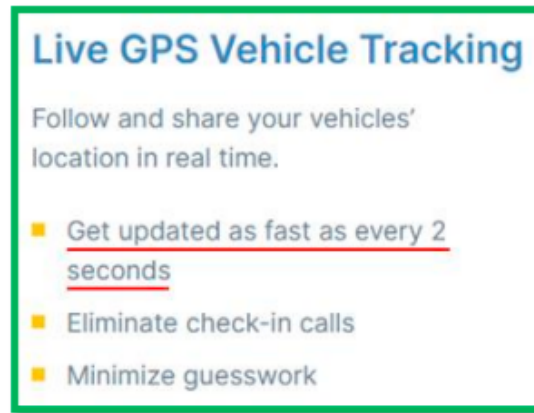 Live GPS Vehicle Tracking
Follow and share your vehicles’
location in real time.
Get updated as fast as every 2
seconds
Eliminate check-in calls
Minimize guesswork